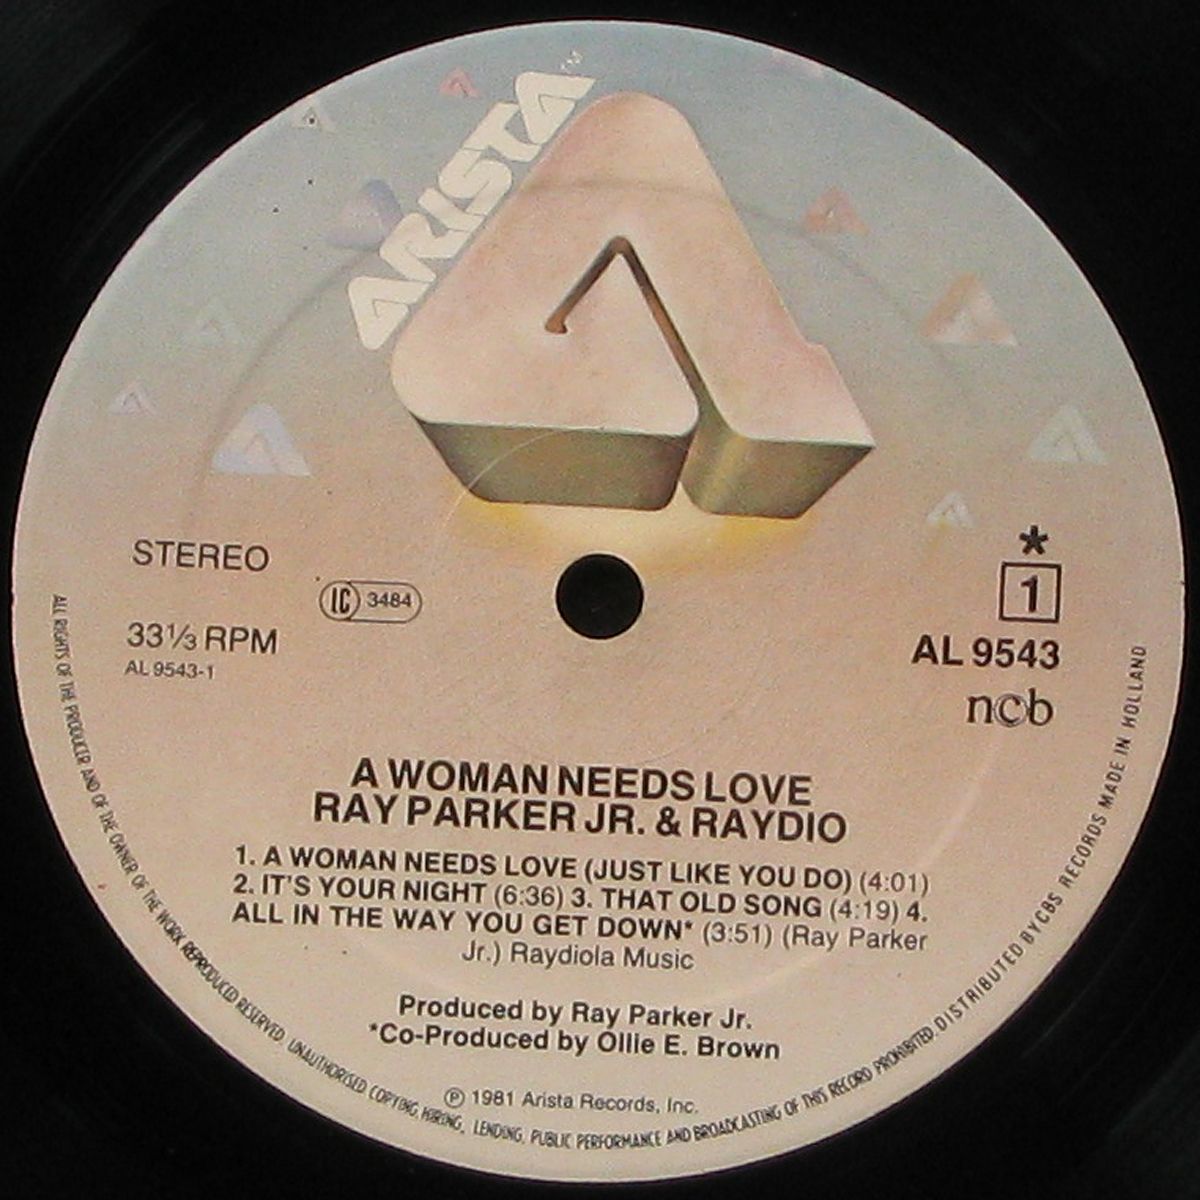 ARISTA
STEREO
LC 3484
33⅓ RPM
AL 9543-1
*
1
AL 9543
ncb
A WOMAN NEEDS LOVE
RAY PARKER JR. & RAYDIO
1. A WOMAN NEEDS LOVE (JUST LIKE YOU DO) (4:01)
2. IT'S YOUR NIGHT (6:36) 3. THAT OLD SONG (4:19) 4.
ALL IN THE WAY YOU GET DOWN* (3:51) (Ray Parker
Jr.) Raydiola Music
Produced by Ray Parker Jr.
*Co-Produced by Ollie E. Brown
℗ 1981 Arista Records, Inc.
ALL RIGHTS OF THE PRODUCER AND OF THE OWNER OF THE WORK REPRODUCED RESERVED. UNAUTHORISED COPYING, HIRING, LENDING, PUBLIC PERFORMANCE AND BROADCASTING OF THIS RECORD PROHIBITED. DISTRIBUTED BY CBS RECORDS MADE IN HOLLAND